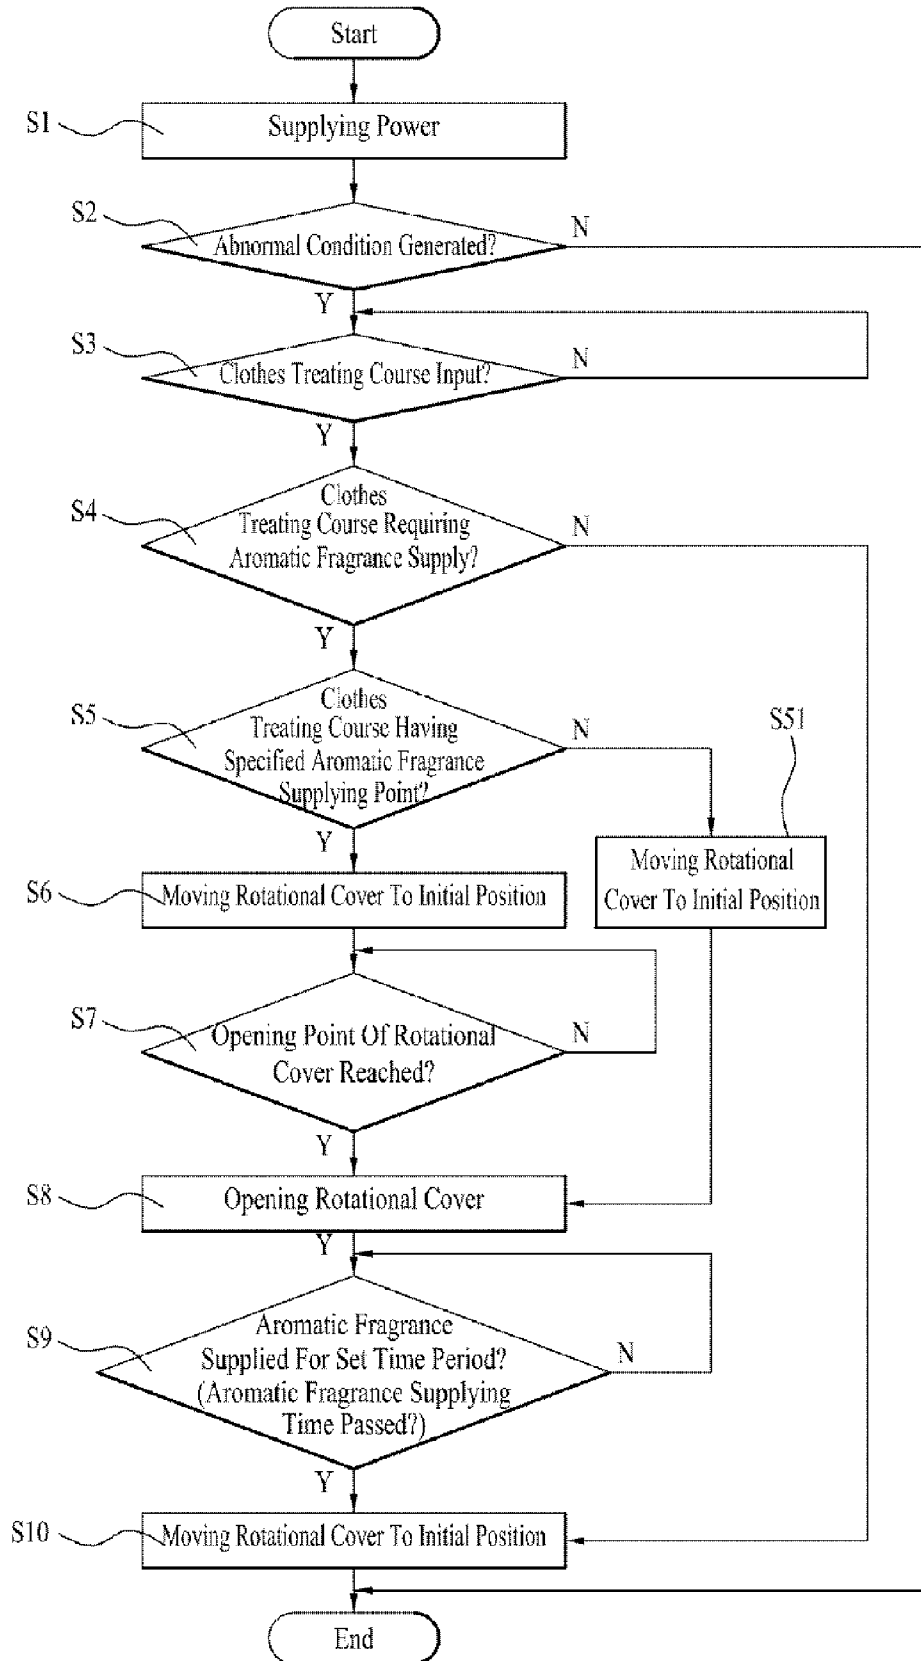 Start
S1
Supplying Power
S2
Abnormal Condition Generated?
N
Y
S3
Clothes Treating Course Input?
N
Y
S4
Clothes
Treating Course Requiring
Aromatic Fragrance Supply?
N
Y
S5
Clothes
Treating Course Having
Specified Aromatic Fragrance
Supplying Point?
N
S51
Y
Moving Rotational
Cover To Initial Position
S6
Moving Rotational Cover To Initial Position
S7
Opening Point Of Rotational
Cover Reached?
N
Y
S8
Opening Rotational Cover
Y
S9
Aromatic Fragrance
Supplied For Set Time Period?
(Aromatic Fragrance Supplying
Time Passed?)
N
Y
S10
Moving Rotational Cover To Initial Position
End